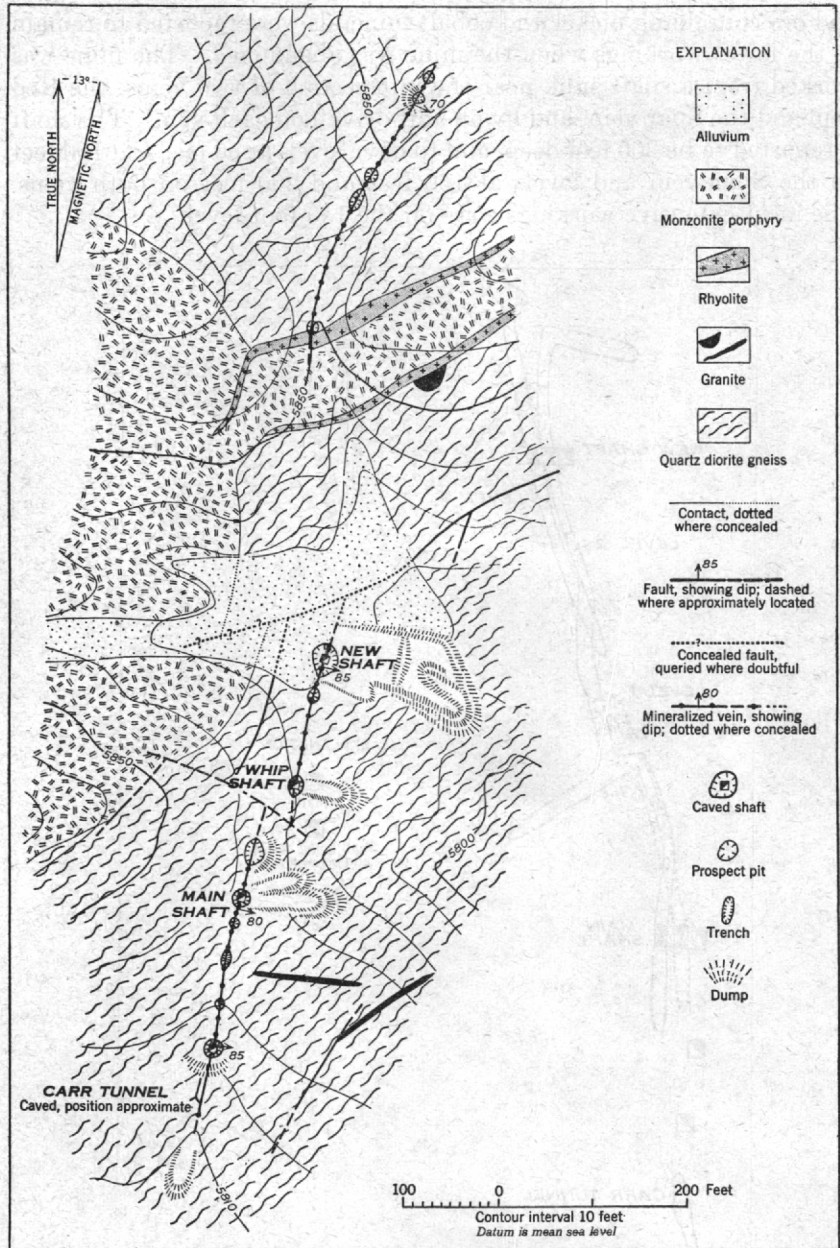 EXPLANATION
Alluvium
Monzonite porphyry
Rhyolite
Granite
Quartz diorite gneiss
Contact, dotted
where concealed
85
Fault, showing dip; dashed
where approximately located
?
Concealed fault,
queried where doubtful
80
Mineralized vein, showing
dip; dotted where concealed
Caved shaft
Prospect pit
Trench
Dump
13°
TRUE NORTH
MAGNETIC NORTH
5850
70
5850
? ? ?
NEW
SHAFT
85
5850
WHIP
SHAFT
5800
MAIN
SHAFT
80
85
CARR TUNNEL
Caved, position approximate
100 0 200 Feet
Contour interval 10 feet
Datum is mean sea level